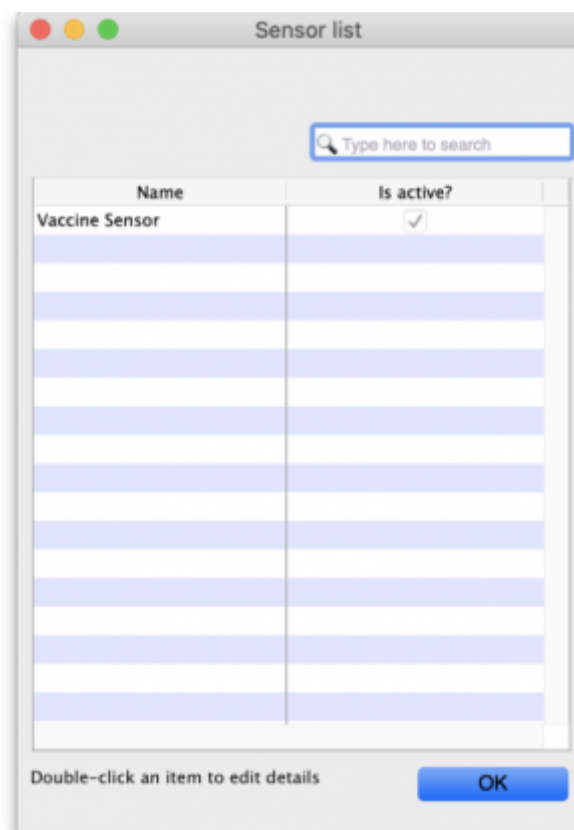 Sensor list
Type here to search
Name Is active?
Vaccine Sensor
Double-click an item to edit details
OK